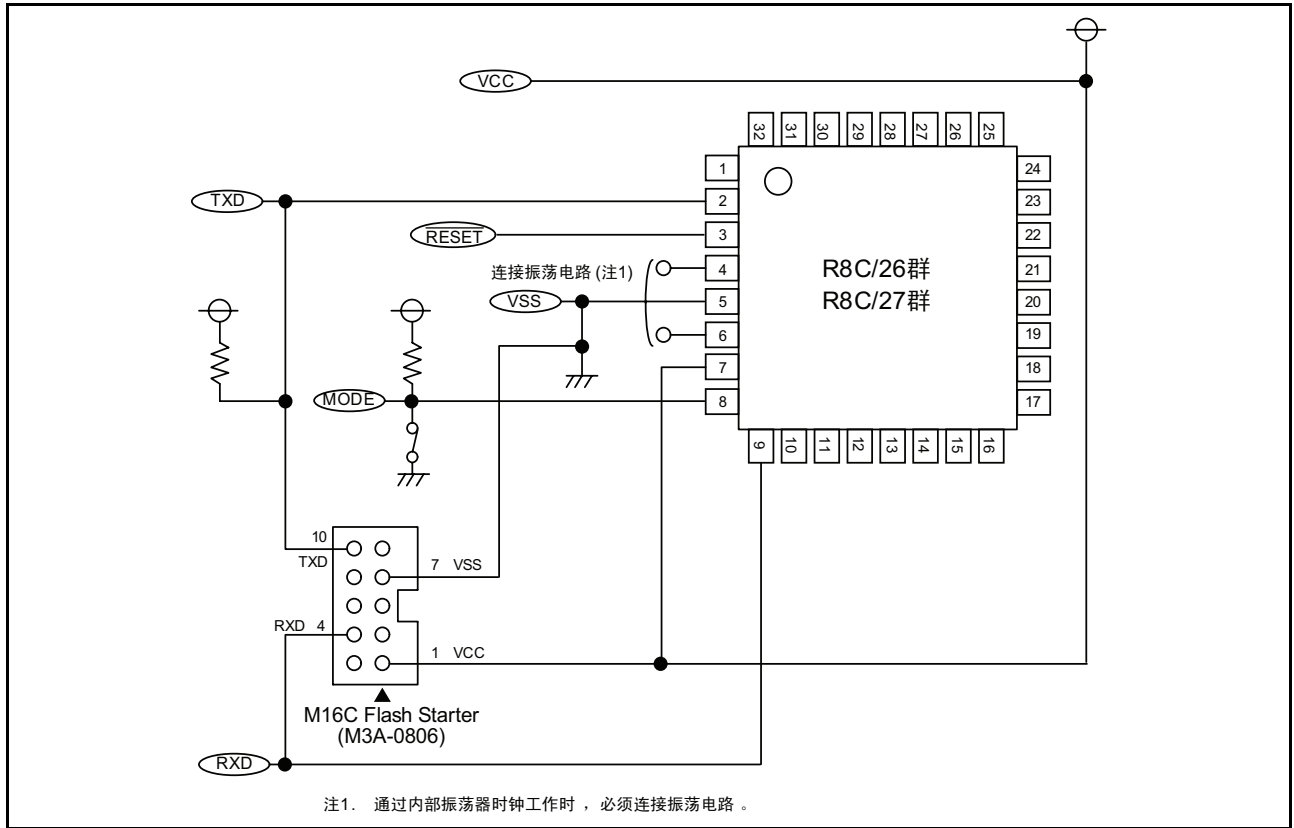 VCC
32 31 30 29 28 27 26 25
1
2
3
4
5
6
7
8
24
23
22
21
20
19
18
17
9 10 11 12 13 14 15 16
R8C/26群
R8C/27群
TXD
RESET
连接振荡电路 (注1)
VSS
MODE
10
TXD
7 VSS
RXD 4
1 VCC
M16C Flash Starter
(M3A-0806)
RXD
注1. 通过内部振荡器时钟工作时 ，必须连接振荡电路 。